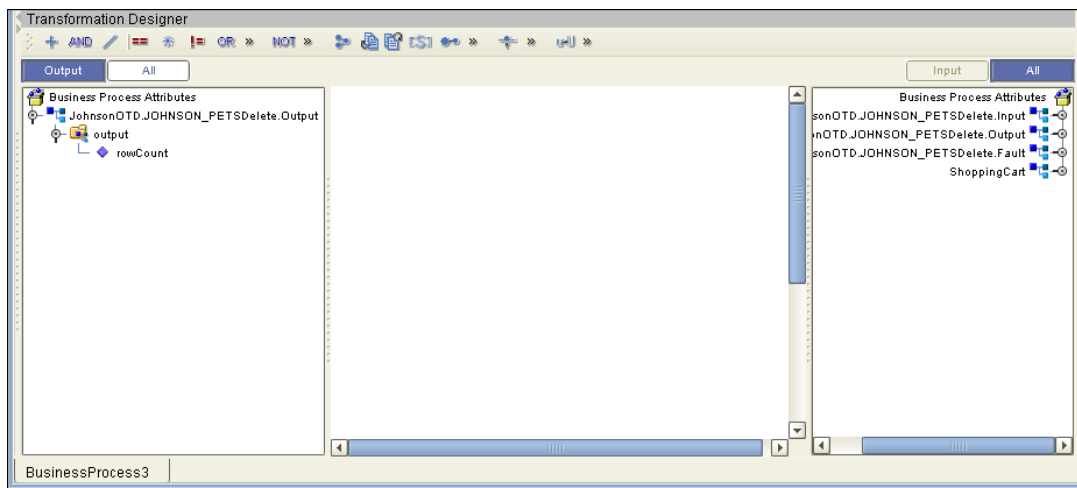 Transformation Designer
AND == != OR » NOT » [S] » » »
Output All Input All
Business Process Attributes
JohnsonOTD.JOHNSON_PETSDelete.Output
output
rowCount
Business Process Attributes
sonOTD.JOHNSON_PETSDelete.Input
nOTD.JOHNSON_PETSDelete.Output
sonOTD.JOHNSON_PETSDelete.Fault
ShoppingCart
BusinessProcess3